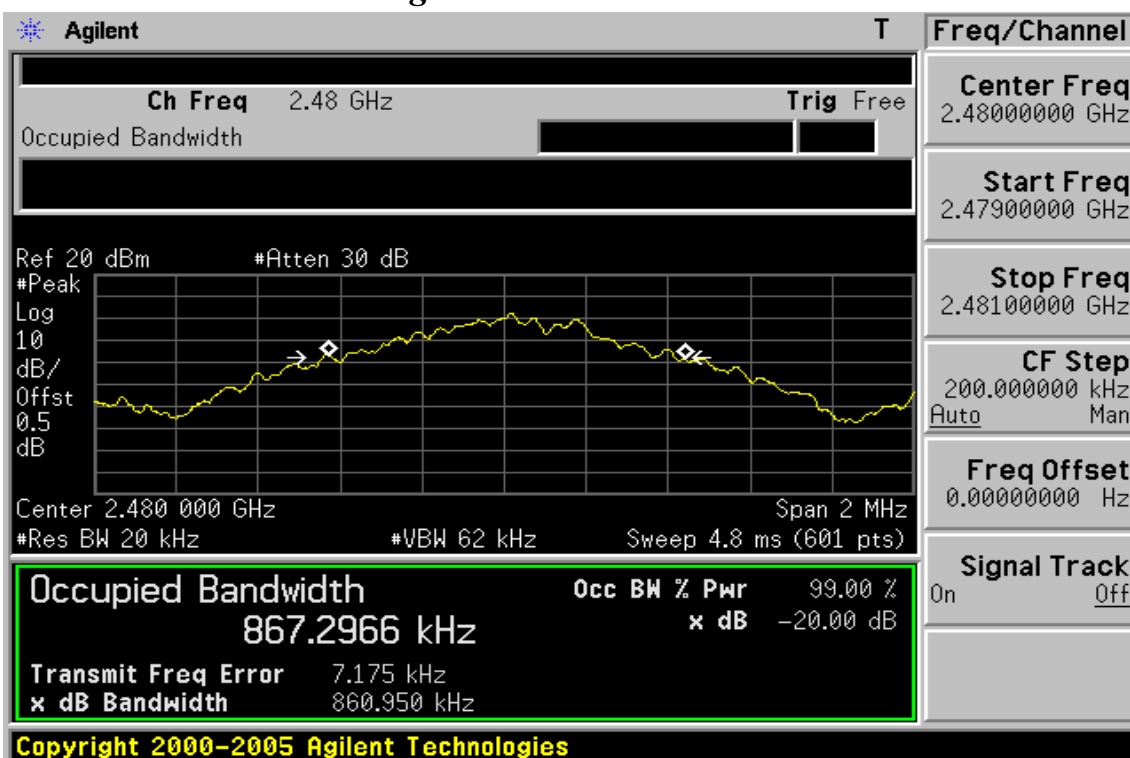 Agilent T
Freq/Channel
Ch Freq 2.48 GHz Trig Free
Occupied Bandwidth
Center Freq
2.48000000 GHz
Start Freq
2.47900000 GHz
Stop Freq
2.48100000 GHz
CF Step
200.000000 kHz
Auto Man
Freq Offset
0.00000000 Hz
Signal Track
On Off
Ref 20 dBm #Atten 30 dB
#Peak
Log
10
dB/
Offst
0.5
dB
Center 2.480 000 GHz Span 2 MHz
#Res BW 20 kHz #VBW 62 kHz Sweep 4.8 ms (601 pts)
Occupied Bandwidth
867.2966 kHz
Occ BW % Pwr 99.00 %
x dB -20.00 dB
Transmit Freq Error 7.175 kHz
x dB Bandwidth 860.950 kHz
Copyright 2000-2005 Agilent Technologies